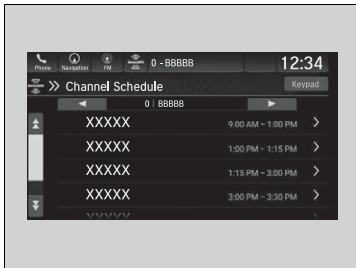 Phone Navigation FM 0 - BBBBB 12:34
Channel Schedule Keypad
0 | BBBBB
XXXXX 9:00 AM ~ 1:00 PM
XXXXX 1:00 PM ~ 1:15 PM
XXXXX 1:15 PM ~ 3:00 PM
XXXXX 3:00 PM ~ 3:30 PM
XXXXX